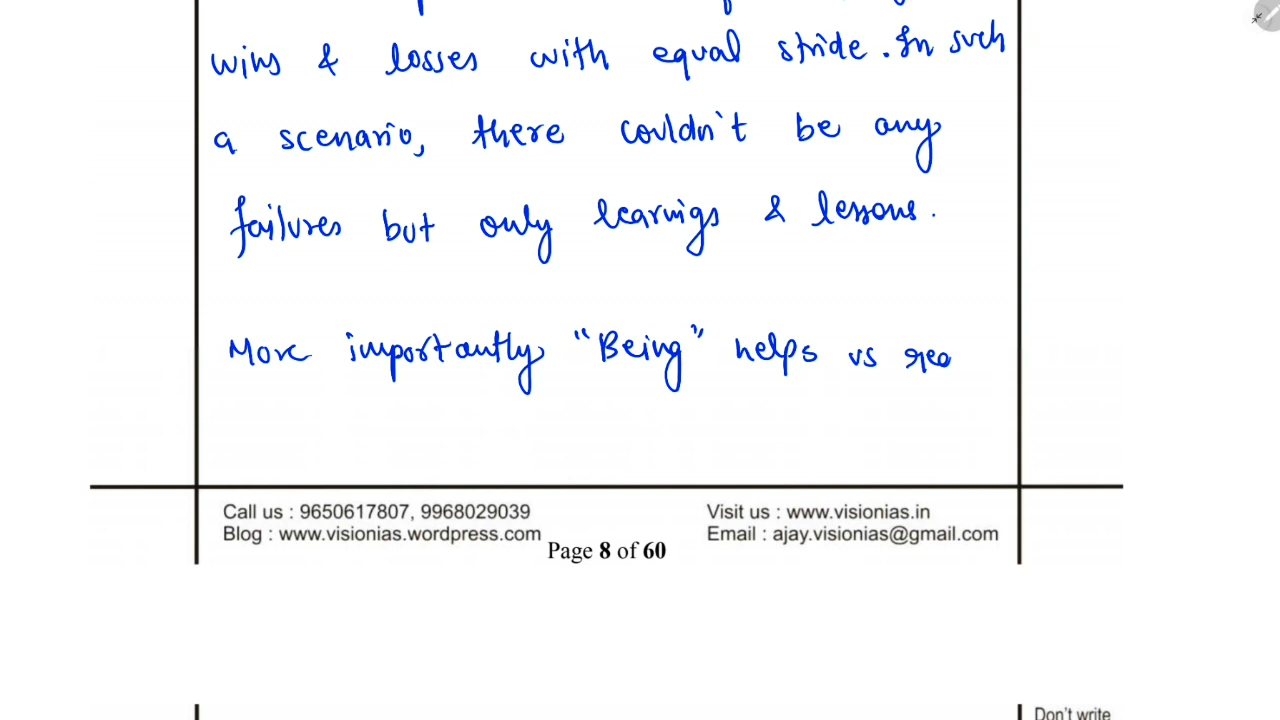 wins & losses with equal stride. In such
a scenario, there couldn't be any
failures but only learnings & lessons.
More importantly "Being" helps us rea
Call us : 9650617807, 9968029039
Visit us : www.visionias.in
Blog : www.visionias.wordpress.com
Email : ajay.visionias@gmail.com
Page 8 of 60
Don't write